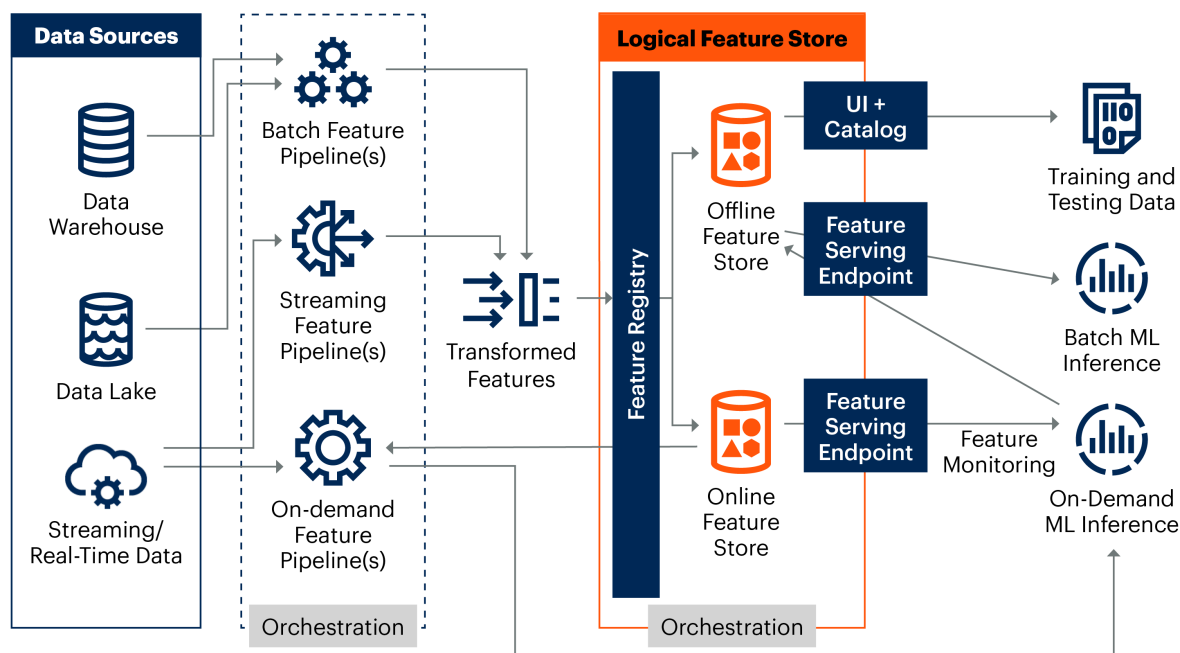 Data Sources
Data
Warehouse
Data Lake
Streaming/
Real-Time Data
Batch Feature
Pipeline(s)
Streaming
Feature
Pipeline(s)
On-demand
Feature
Pipeline(s)
Orchestration
Transformed
Features
Logical Feature Store
Feature Registry
Offline
Feature
Store
Online
Feature
Store
UI +
Catalog
Feature
Serving
Endpoint
Feature
Serving
Endpoint
Orchestration
Feature
Monitoring
Training and
Testing Data
Batch ML
Inference
On-Demand
ML Inference